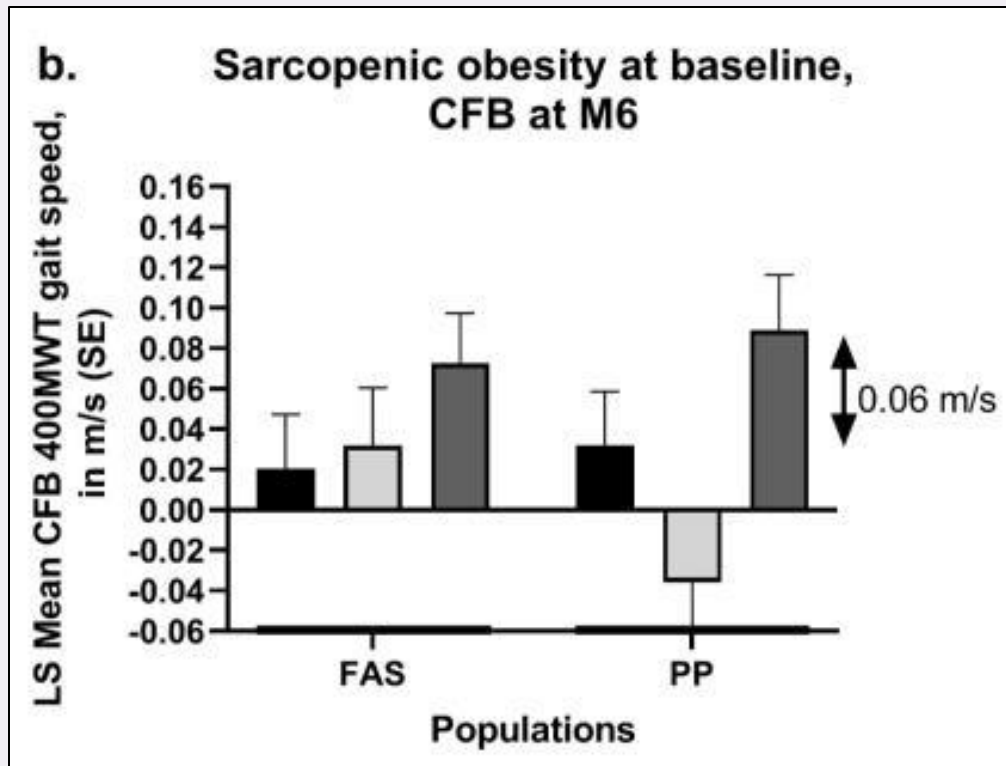 b.
Sarcopenic obesity at baseline,
CFB at M6
LS Mean CFB 400MWT gait speed,
in m/s (SE)
0.16
0.14
0.12
0.10
0.08
0.06
0.04
0.02
0.00
-0.02
-0.04
-0.06
0.06 m/s
FAS
PP
Populations